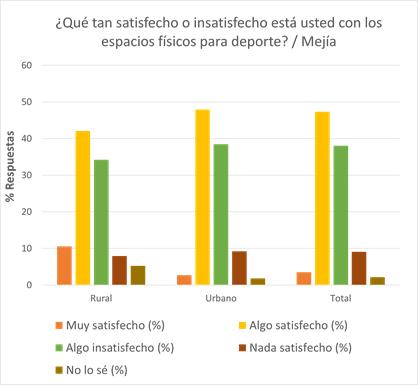 ¿Qué tan satisfecho o insatisfecho está usted con los
espacios físicos para deporte? / Mejía
% Respuestas
60
50
40
30
20
10
0
Rural
Urbano
Total
Muy satisfecho (%)
Algo satisfecho (%)
Algo insatisfecho (%)
Nada satisfecho (%)
No lo sé (%)